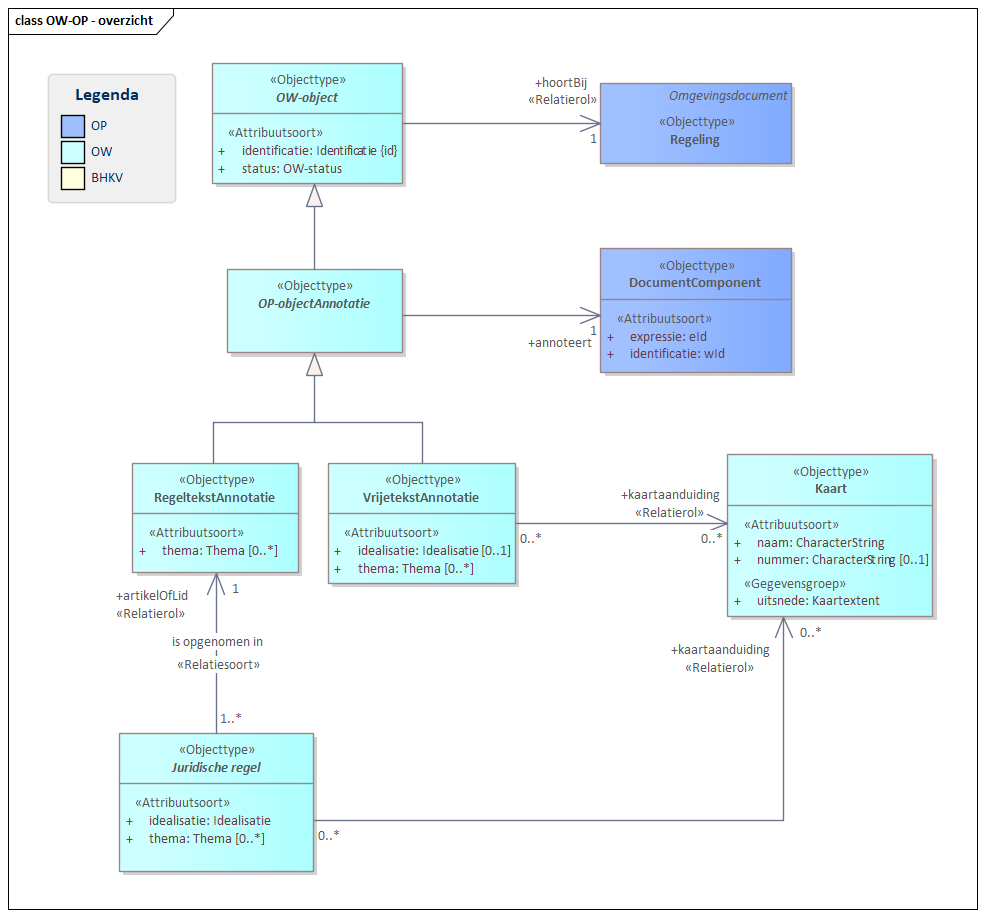 class OW-OP - overzicht
Legenda
OP
OW
BHKV
«Objecttype»
OW-object
«Attribuutsoort»
+ identificatie: Identificatie {id}
+ status: OW-status
+hoortBij
«Relatierol»
1
Omgevingsdocument
«Objecttype»
Regeling
«Objecttype»
OP-objectAnnotatie
1
+annoteert
«Objecttype»
DocumentComponent
«Attribuutsoort»
+ expressie: eId
+ identificatie: wId
«Objecttype»
RegeltekstAnnotatie
«Attribuutsoort»
+ thema: Thema [0..*]
«Objecttype»
VrijetekstAnnotatie
«Attribuutsoort»
+ idealisatie: Idealisatie [0..1]
+ thema: Thema [0..*]
+kaartaanduiding
«Relatierol»
0..*
0..*
«Objecttype»
Kaart
«Attribuutsoort»
+ naam: CharacterString
+ nummer: CharacterString [0..1]
«Gegevensgroep»
+ uitsnede: Kaartextent
+artikelOfLid
«Relatierol»
1
is opgenomen in
«Relatiesoort»
1..*
0..*
+kaartaanduiding
«Relatierol»
«Objecttype»
Juridische regel
«Attribuutsoort»
+ idealisatie: Idealisatie
+ thema: Thema [0..*]
0..*